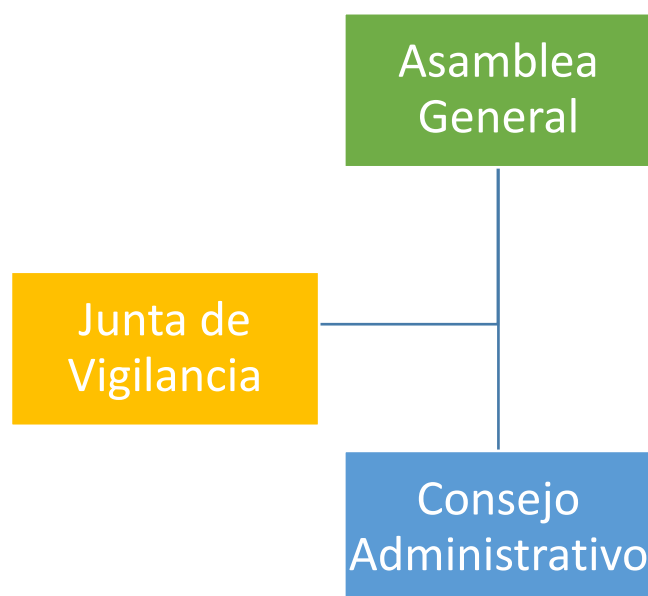 Asamblea
General
Junta de
Vigilancia
Consejo
Administrativo